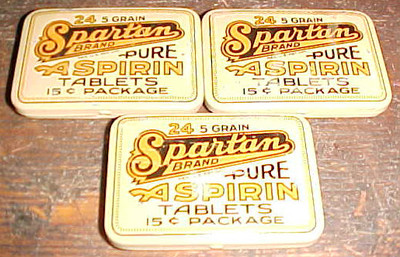 24 5 GRAIN
Spartan
BRAND
PURE
ASPIRIN
TABLETS
15¢ PACKAGE
24 5 GRAIN
Spartan
BRAND
PURE
ASPIRIN
TABLETS
15¢ PACKAGE
24 5 GRAIN
Spartan
BRAND
PURE
ASPIRIN
TABLETS
15¢ PACKAGE